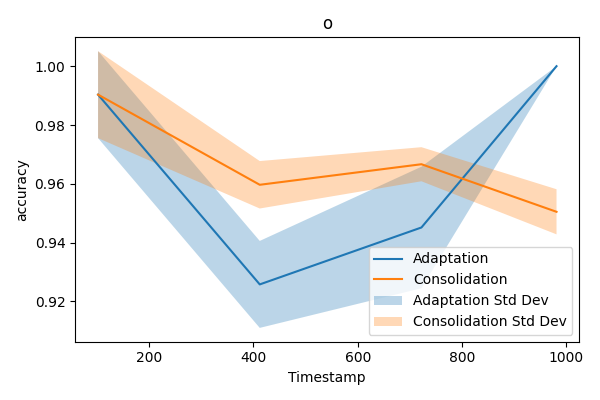 o
accuracy
1.00
0.98
0.96
0.94
0.92
200
400
600
800
1000
Timestamp
Adaptation
Consolidation
Adaptation Std Dev
Consolidation Std Dev